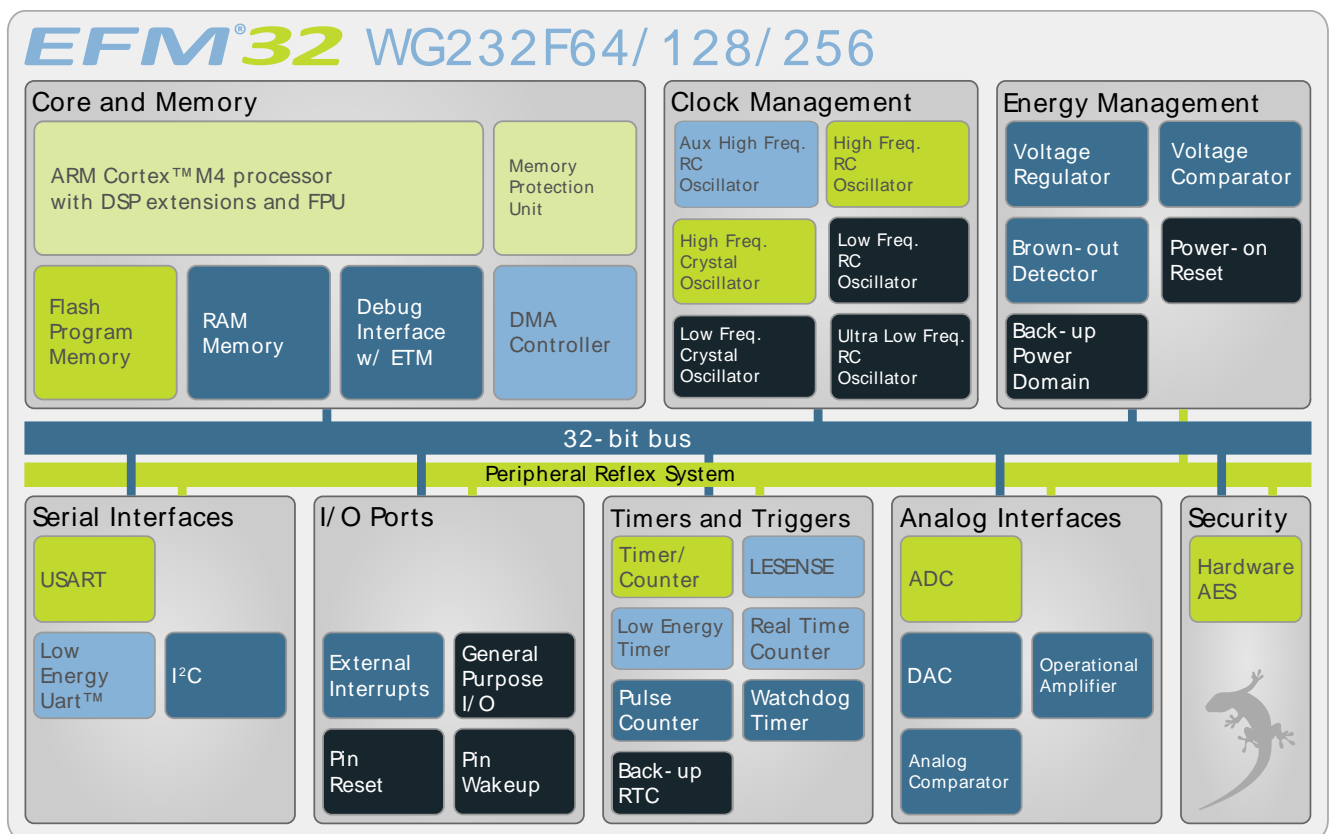 EFM®32 WG232F64/128/256
Core and Memory
ARM Cortex™ M4 processor
with DSP extensions and FPU
Memory
Protection
Unit
Flash
Program
Memory
RAM
Memory
Debug
Interface
w/ ETM
DMA
Controller
Clock Management
Aux High Freq.
RC
Oscillator
High Freq.
RC
Oscillator
High Freq.
Crystal
Oscillator
Low Freq.
RC
Oscillator
Low Freq.
Crystal
Oscillator
Ultra Low Freq.
RC
Oscillator
Energy Management
Voltage
Regulator
Voltage
Comparator
Brown-out
Detector
Power-on
Reset
Back-up
Power
Domain
32-bit bus
Peripheral Reflex System
Serial Interfaces
USART
Low
Energy
Uart™
I²C
I/O Ports
External
Interrupts
General
Purpose
I/O
Pin
Reset
Pin
Wakeup
Timers and Triggers
Timer/
Counter
LESENSE
Low Energy
Timer
Real Time
Counter
Pulse
Counter
Watchdog
Timer
Back-up
RTC
Analog Interfaces
ADC
DAC
Operational
Amplifier
Analog
Comparator
Security
Hardware
AES